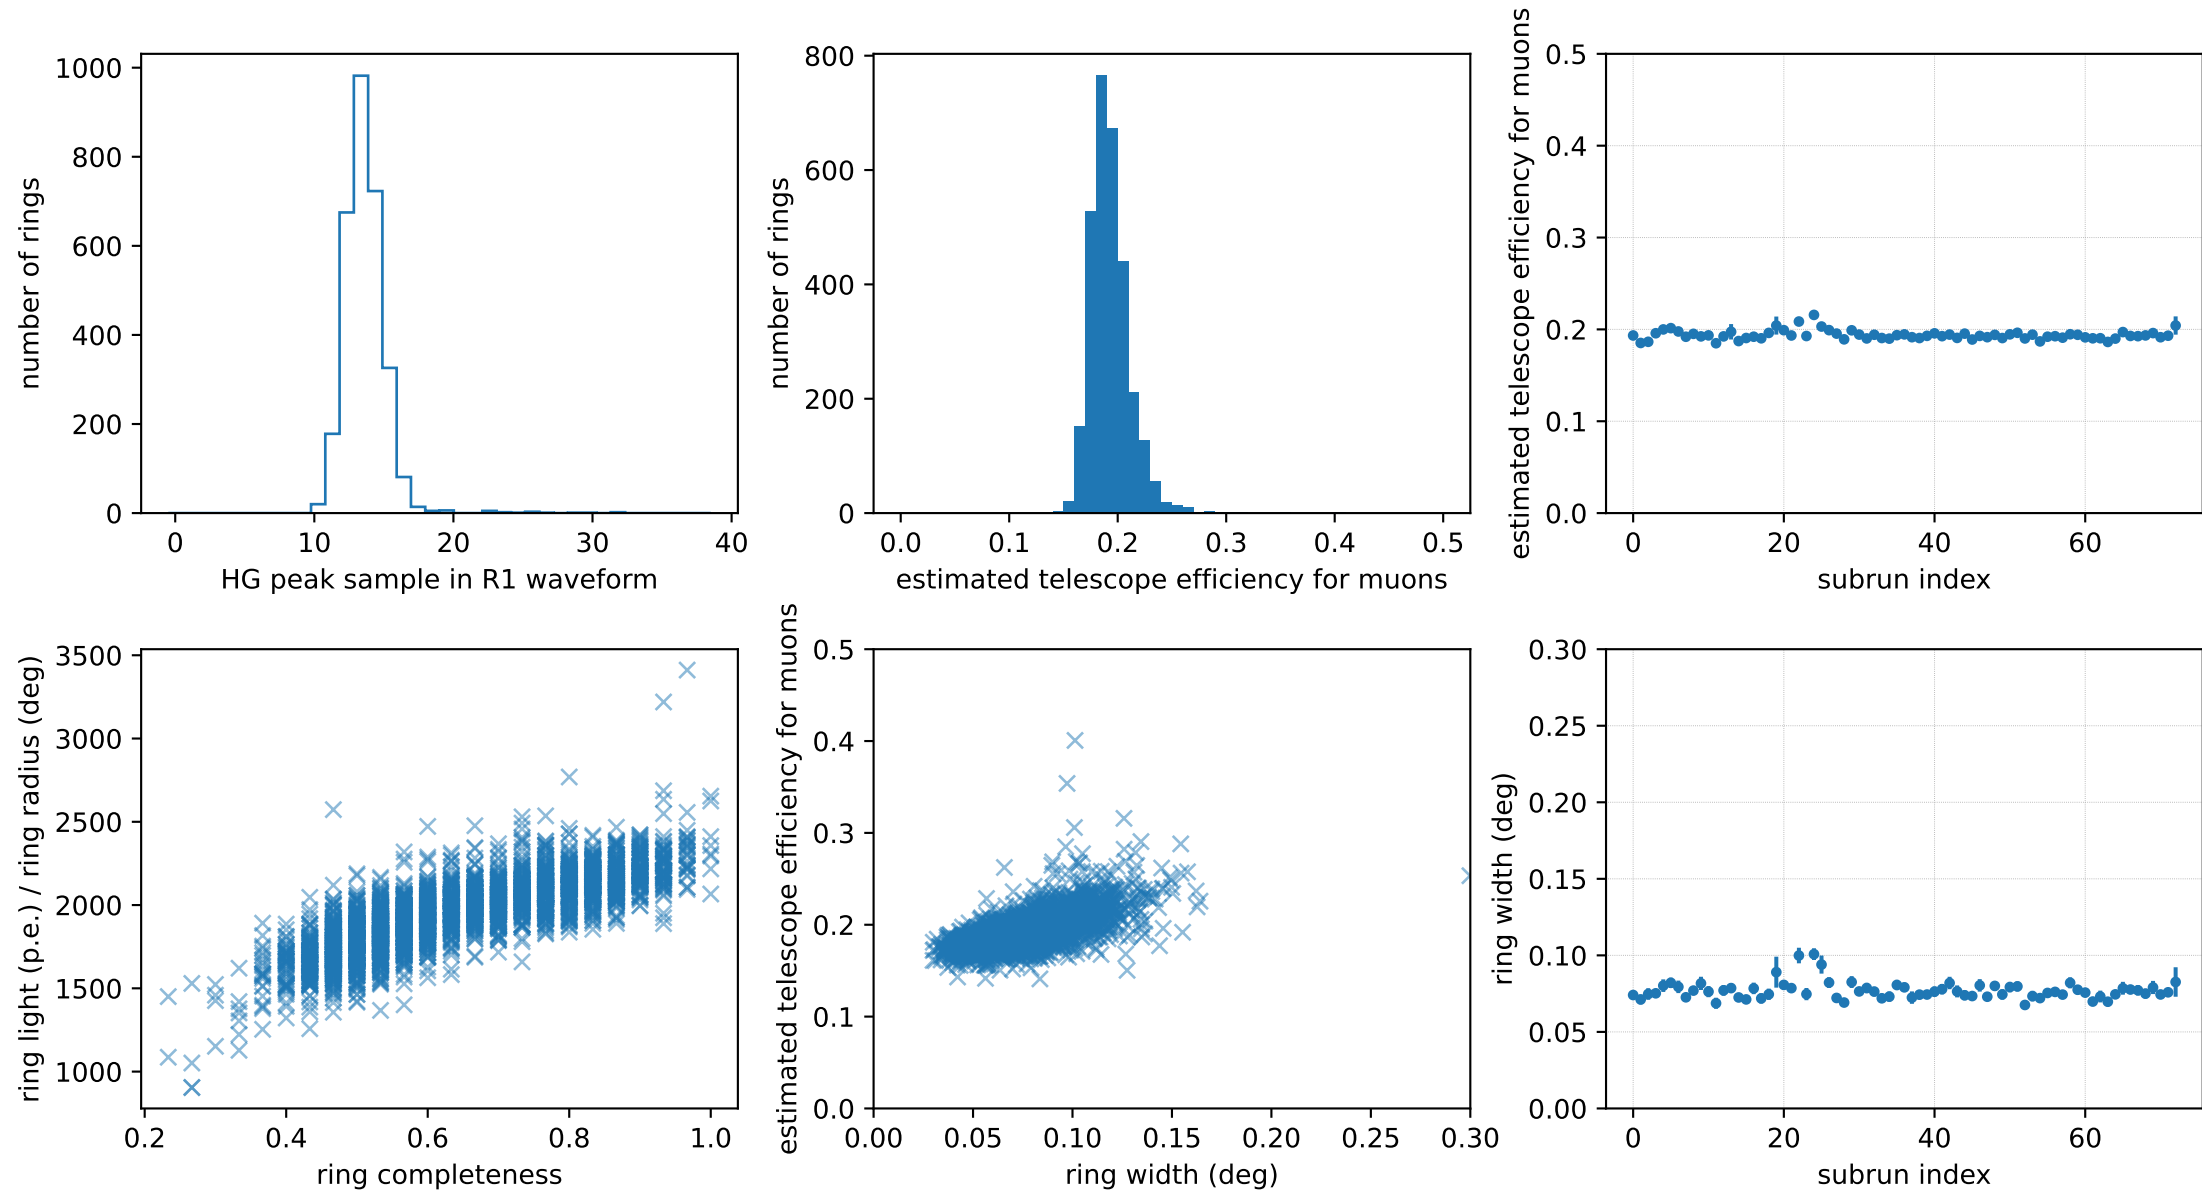 1000
800
600
400
200
0
number of rings
0 10 20 30 40
HG peak sample in R1 waveform
800
600
400
200
0
number of rings
0.0 0.1 0.2 0.3 0.4 0.5
estimated telescope efficiency for muons
0.5
0.4
0.3
0.2
0.1
0.0
estimated telescope efficiency for muons
0 20 40 60
subrun index
3500
3000
2500
2000
1500
1000
ring light (p.e.) / ring radius (deg)
0.2 0.4 0.6 0.8 1.0
ring completeness
0.5
0.4
0.3
0.2
0.1
0.0
estimated telescope efficiency for muons
0.00 0.05 0.10 0.15 0.20 0.25 0.30
ring width (deg)
0.30
0.25
0.20
0.15
0.10
0.05
0.00
ring width (deg)
0 20 40 60
subrun index